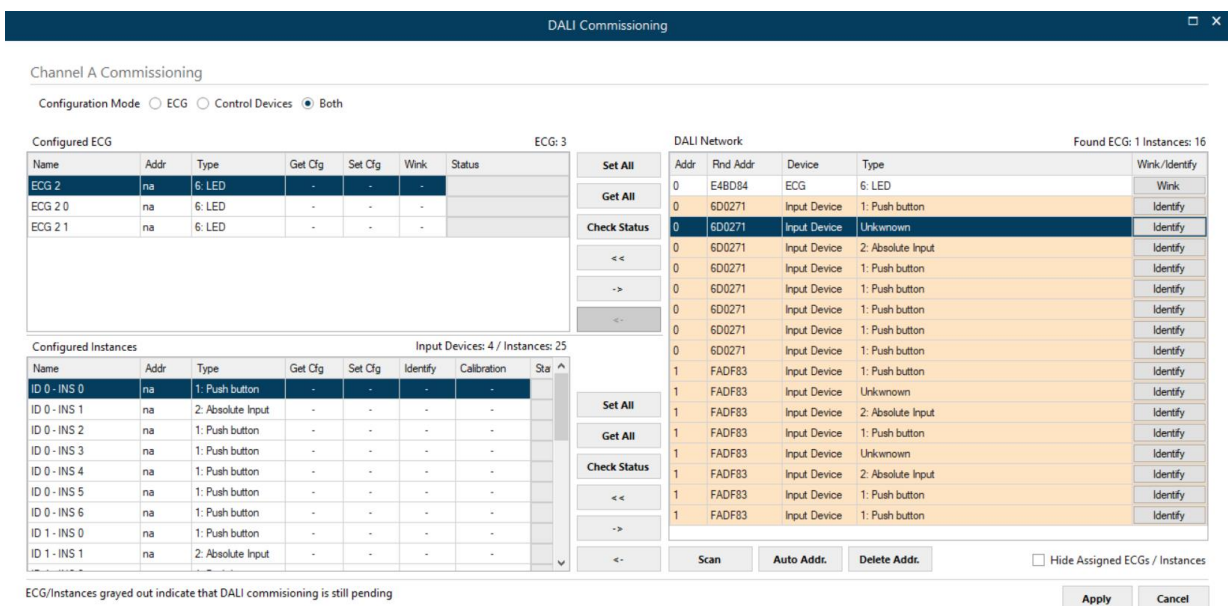 DALI Commissioning
Channel A Commissioning
Configuration Mode ECG Control Devices Both
Configured ECG ECG: 3
Name Addr Type Get Cfg Set Cfg Wink Status
ECG 2 na 6: LED - - -
ECG 2 0 na 6: LED - - -
ECG 2 1 na 6: LED - - -
Set All
Get All
Check Status
<<
->
<-
Configured Instances Input Devices: 4 / Instances: 25
Name Addr Type Get Cfg Set Cfg Identify Calibration Sta
ID 0 - INS 0 na 1: Push button - - - -
ID 0 - INS 1 na 2: Absolute Input - - - -
ID 0 - INS 2 na 1: Push button - - - -
ID 0 - INS 3 na 1: Push button - - - -
ID 0 - INS 4 na 1: Push button - - - -
ID 0 - INS 5 na 1: Push button - - - -
ID 0 - INS 6 na 1: Push button - - - -
ID 1 - INS 0 na 1: Push button - - - -
ID 1 - INS 1 na 2: Absolute Input - - - -
Set All
Get All
Check Status
<<
->
<-
DALI Network Found ECG: 1 Instances: 16
Addr Rnd Addr Device Type Wink/Identify
0 E4BD84 ECG 6: LED Wink
0 6D0271 Input Device 1: Push button Identify
0 6D0271 Input Device Unkwnown Identify
0 6D0271 Input Device 2: Absolute Input Identify
0 6D0271 Input Device 1: Push button Identify
0 6D0271 Input Device 1: Push button Identify
0 6D0271 Input Device 1: Push button Identify
0 6D0271 Input Device 1: Push button Identify
0 6D0271 Input Device 1: Push button Identify
1 FADF83 Input Device 1: Push button Identify
1 FADF83 Input Device Unkwnown Identify
1 FADF83 Input Device 2: Absolute Input Identify
1 FADF83 Input Device 1: Push button Identify
1 FADF83 Input Device Unkwnown Identify
1 FADF83 Input Device 2: Absolute Input Identify
1 FADF83 Input Device 1: Push button Identify
1 FADF83 Input Device 1: Push button Identify
Scan Auto Addr. Delete Addr. Hide Assigned ECGs / Instances
ECG/Instances grayed out indicate that DALI commisioning is still pending
Apply Cancel